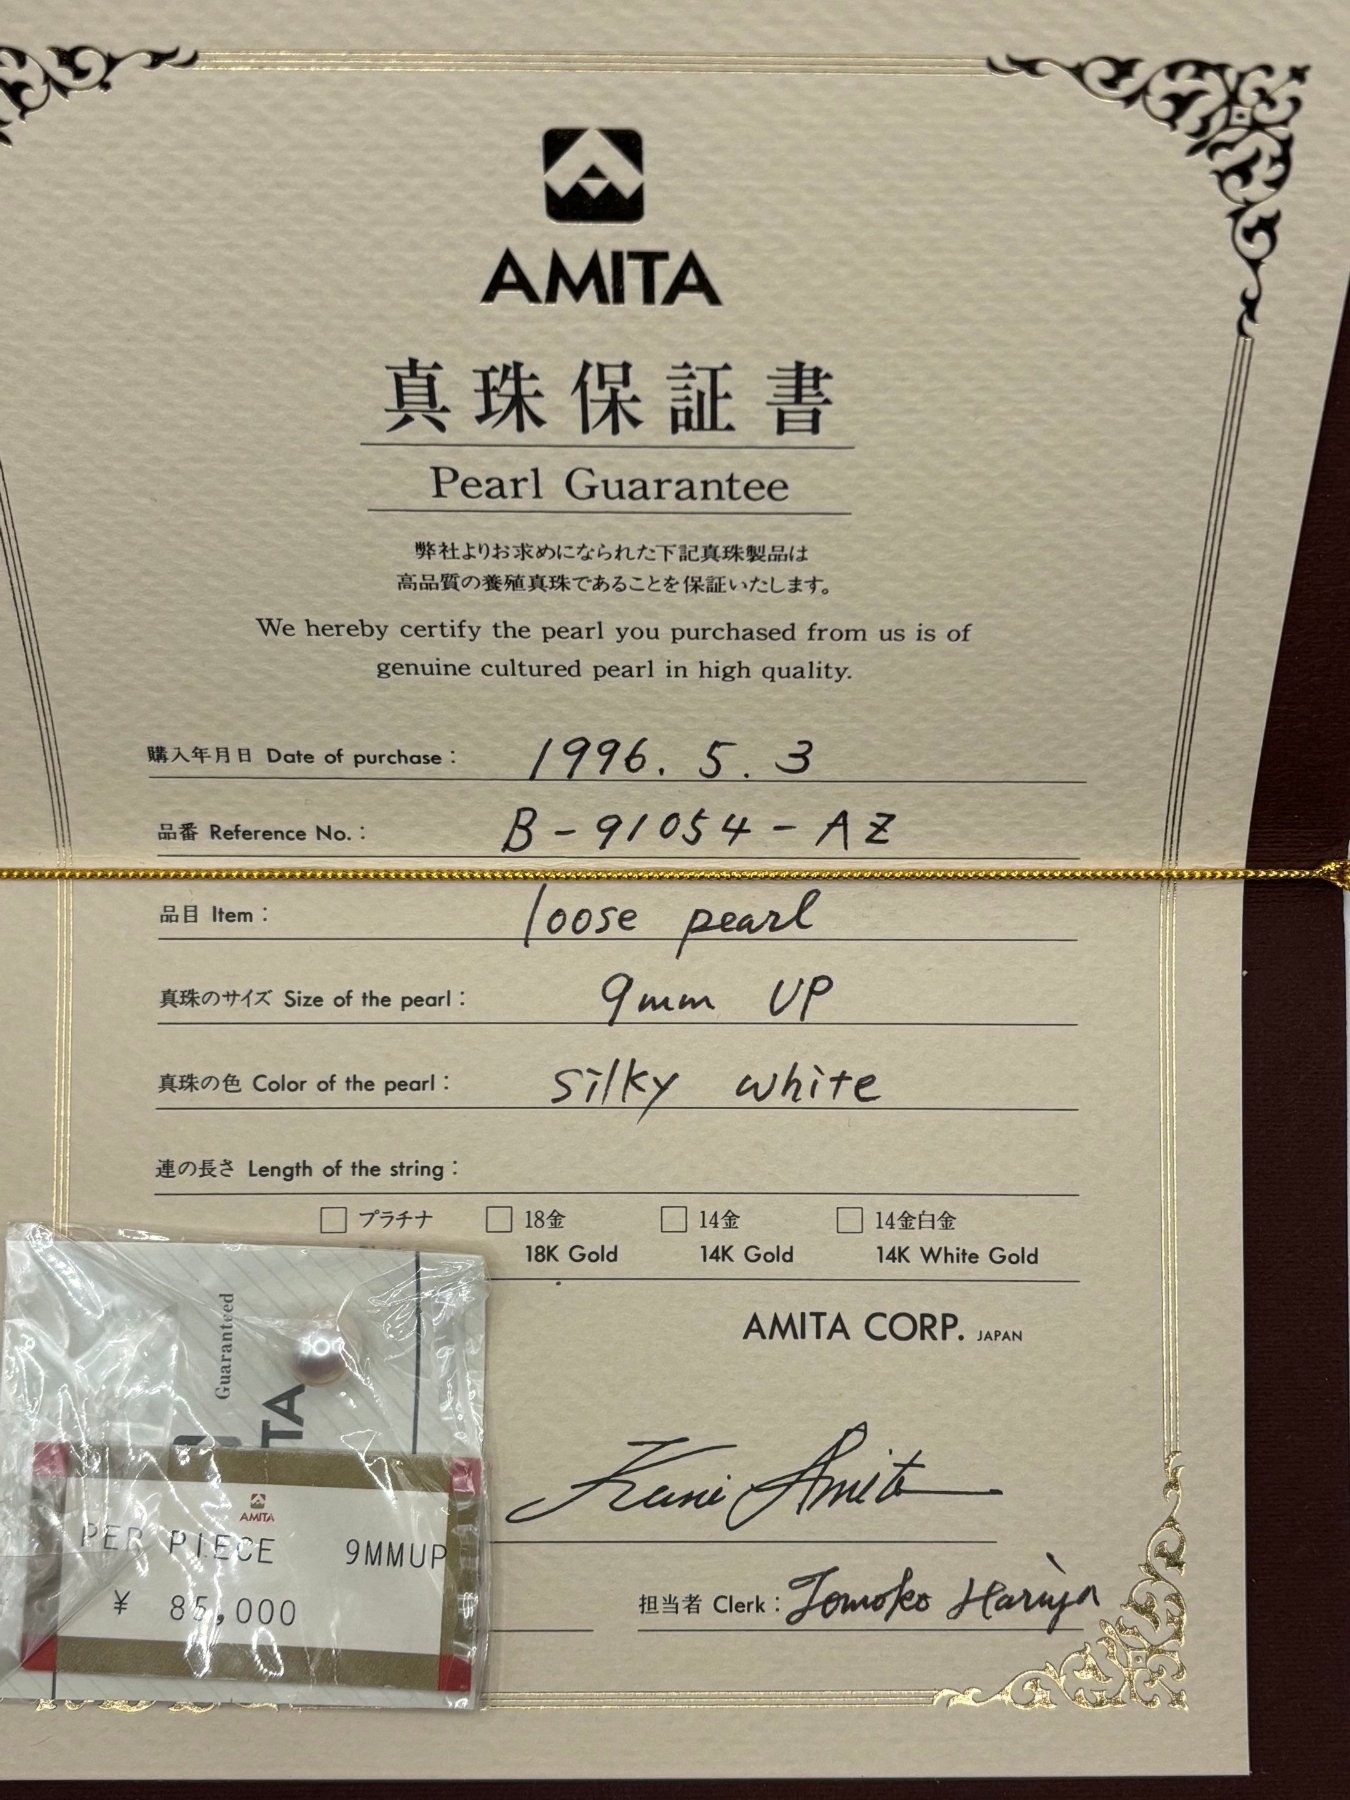 AMITA
真珠保証書
Pearl Guarantee
弊社よりお求めになられた下記真珠製品は
高品質の養殖真珠であることを保証いたします。
We hereby certify the pearl you purchased from us is of
genuine cultured pearl in high quality.
購入年月日 Date of purchase: 1996. 5. 3
品番 Reference No.: B-91054-AZ
品目 Item: loose pearl
真珠のサイズ Size of the pearl: 9mm UP
真珠の色 Color of the pearl: silky white
連の長さ Length of the string:
プラチナ 18金 14金 14金白金
18K Gold 14K Gold 14K White Gold
AMITA CORP. JAPAN
Guaranteed
TA
Amita
AMITA
PER PIECE 9MMUP
¥ 85,000
担当者 Clerk: Tomoko